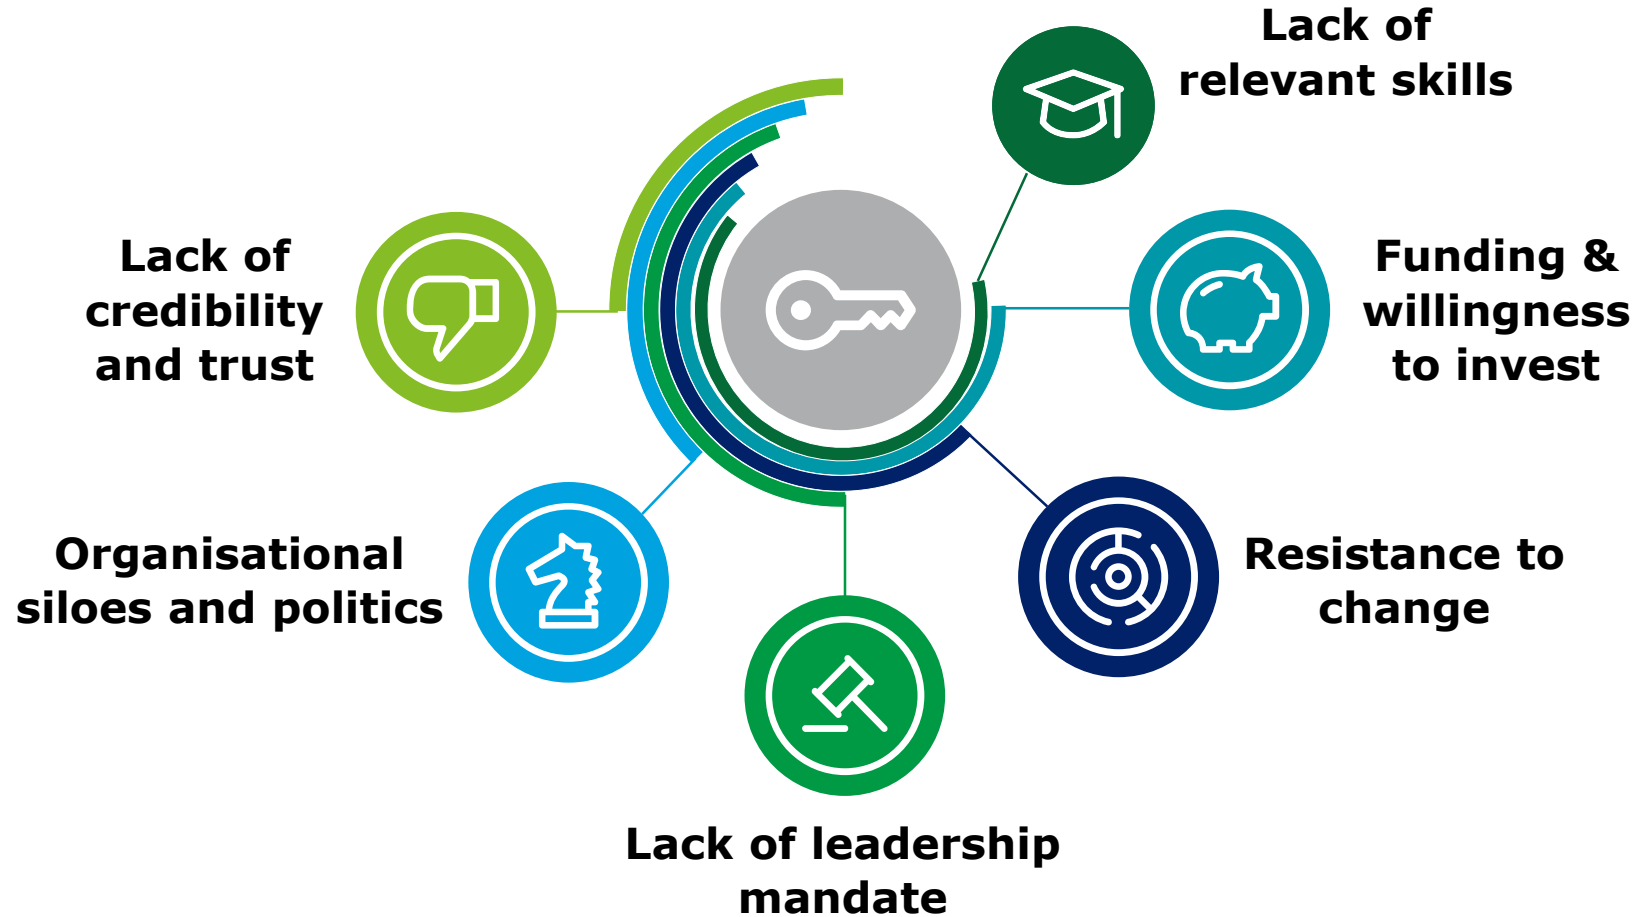 Lack of
relevant skills
Funding &
willingness
to invest
Resistance to
change
Lack of leadership
mandate
Organisational
siloes and politics
Lack of
credibility
and trust